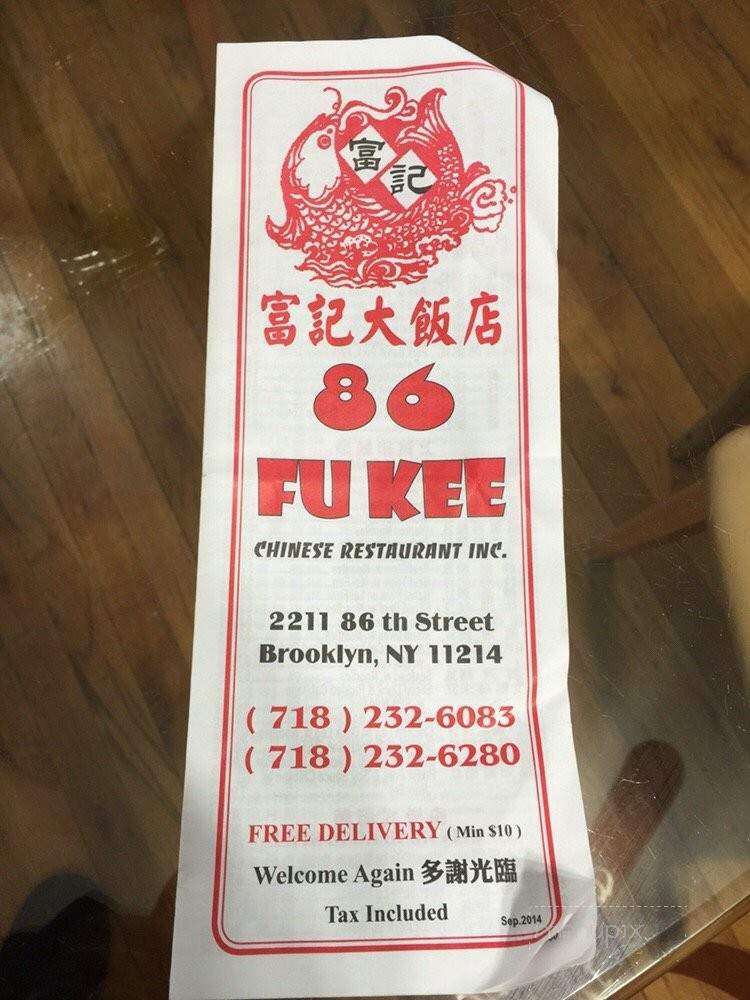 富記
富記大飯店
86
FU KEE
CHINESE RESTAURANT INC.
2211 86 th Street
Brooklyn, NY 11214
( 718 ) 232-6083
( 718 ) 232-6280
FREE DELIVERY ( Min $10 )
Welcome Again 多謝光臨
Tax Included
Sep.2014